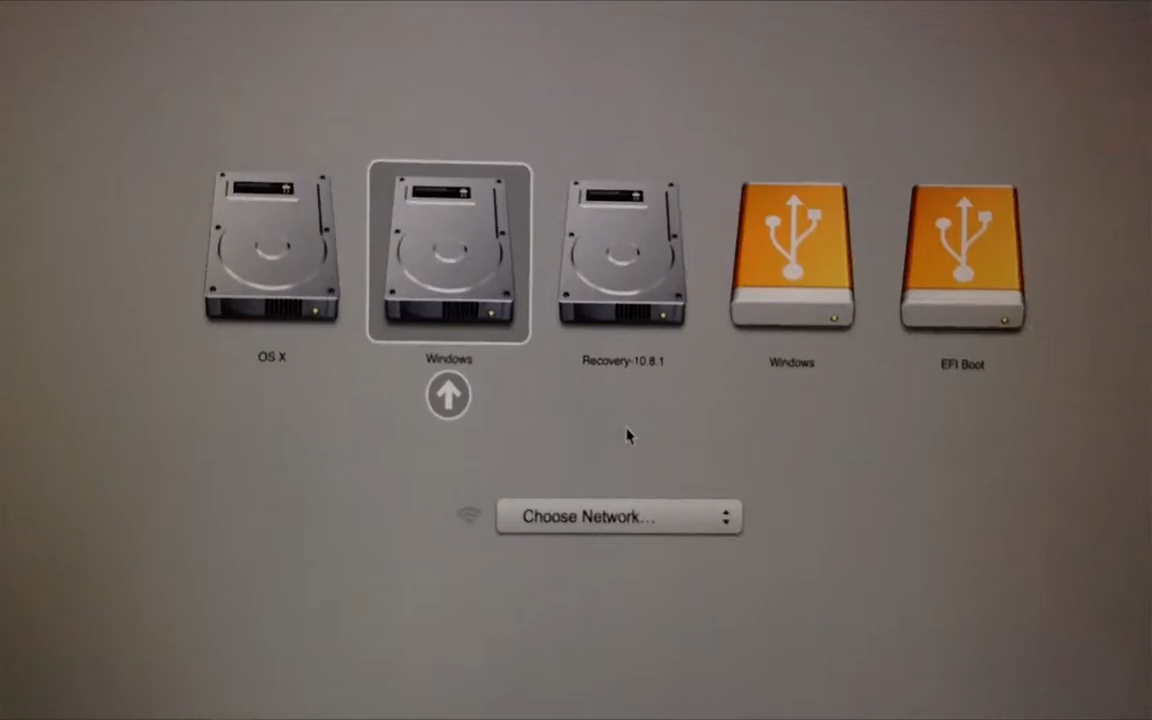 OS X
Windows
Recovery-10.8.1
Windows
EFI Boot
Choose Network...